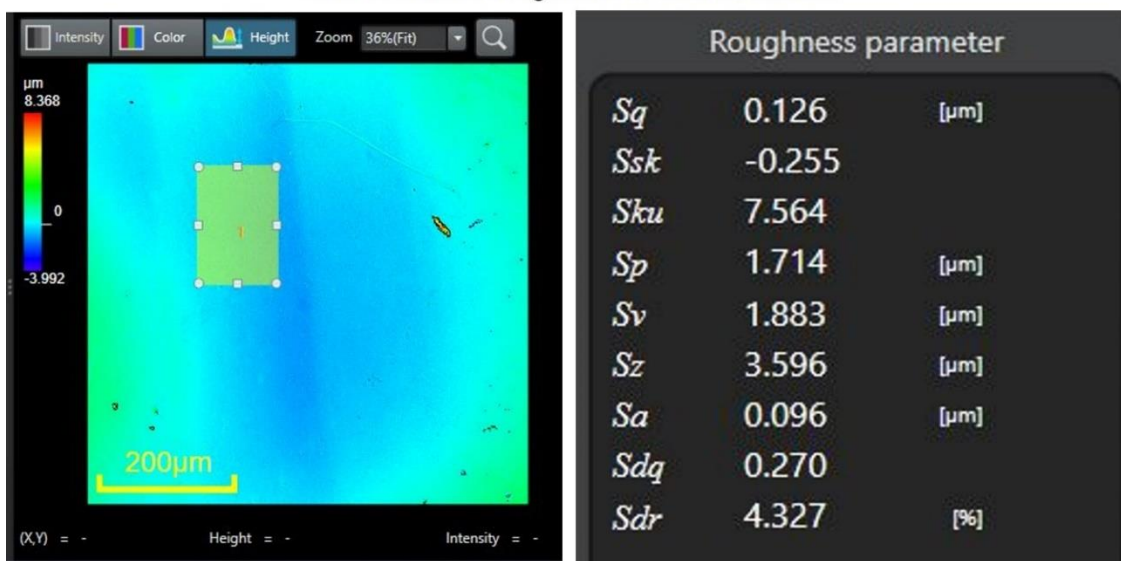 Intensity Color Height Zoom 36%(Fit)
µm
8.368
0
-3.992
1
200µm
(X,Y) = - Height = - Intensity = -
Roughness parameter
Sq 0.126 [µm]
Ssk -0.255
Sku 7.564
Sp 1.714 [µm]
Sv 1.883 [µm]
Sz 3.596 [µm]
Sa 0.096 [µm]
Sdq 0.270
Sdr 4.327 [%]